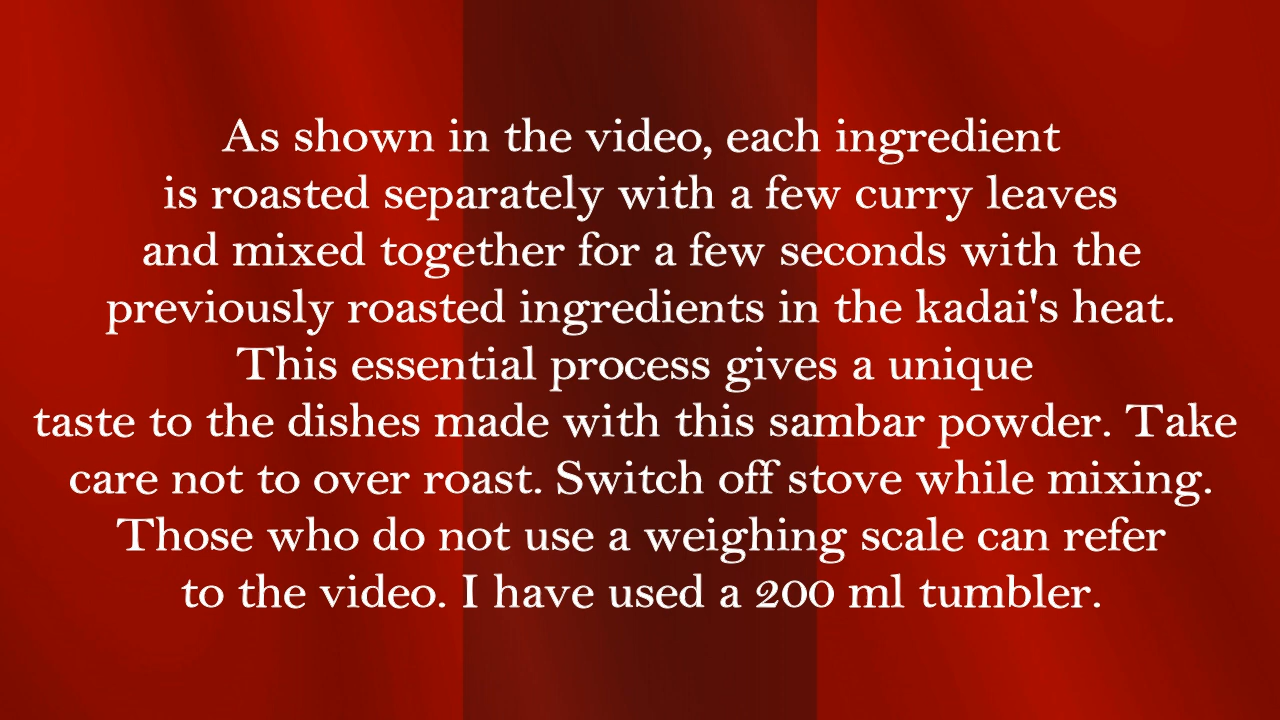 As shown in the video, each ingredient
is roasted separately with a few curry leaves
and mixed together for a few seconds with the
previously roasted ingredients in the kadai's heat.
This essential process gives a unique
taste to the dishes made with this sambar powder. Take
care not to over roast. Switch off stove while mixing.
Those who do not use a weighing scale can refer
to the video. I have used a 200 ml tumbler.